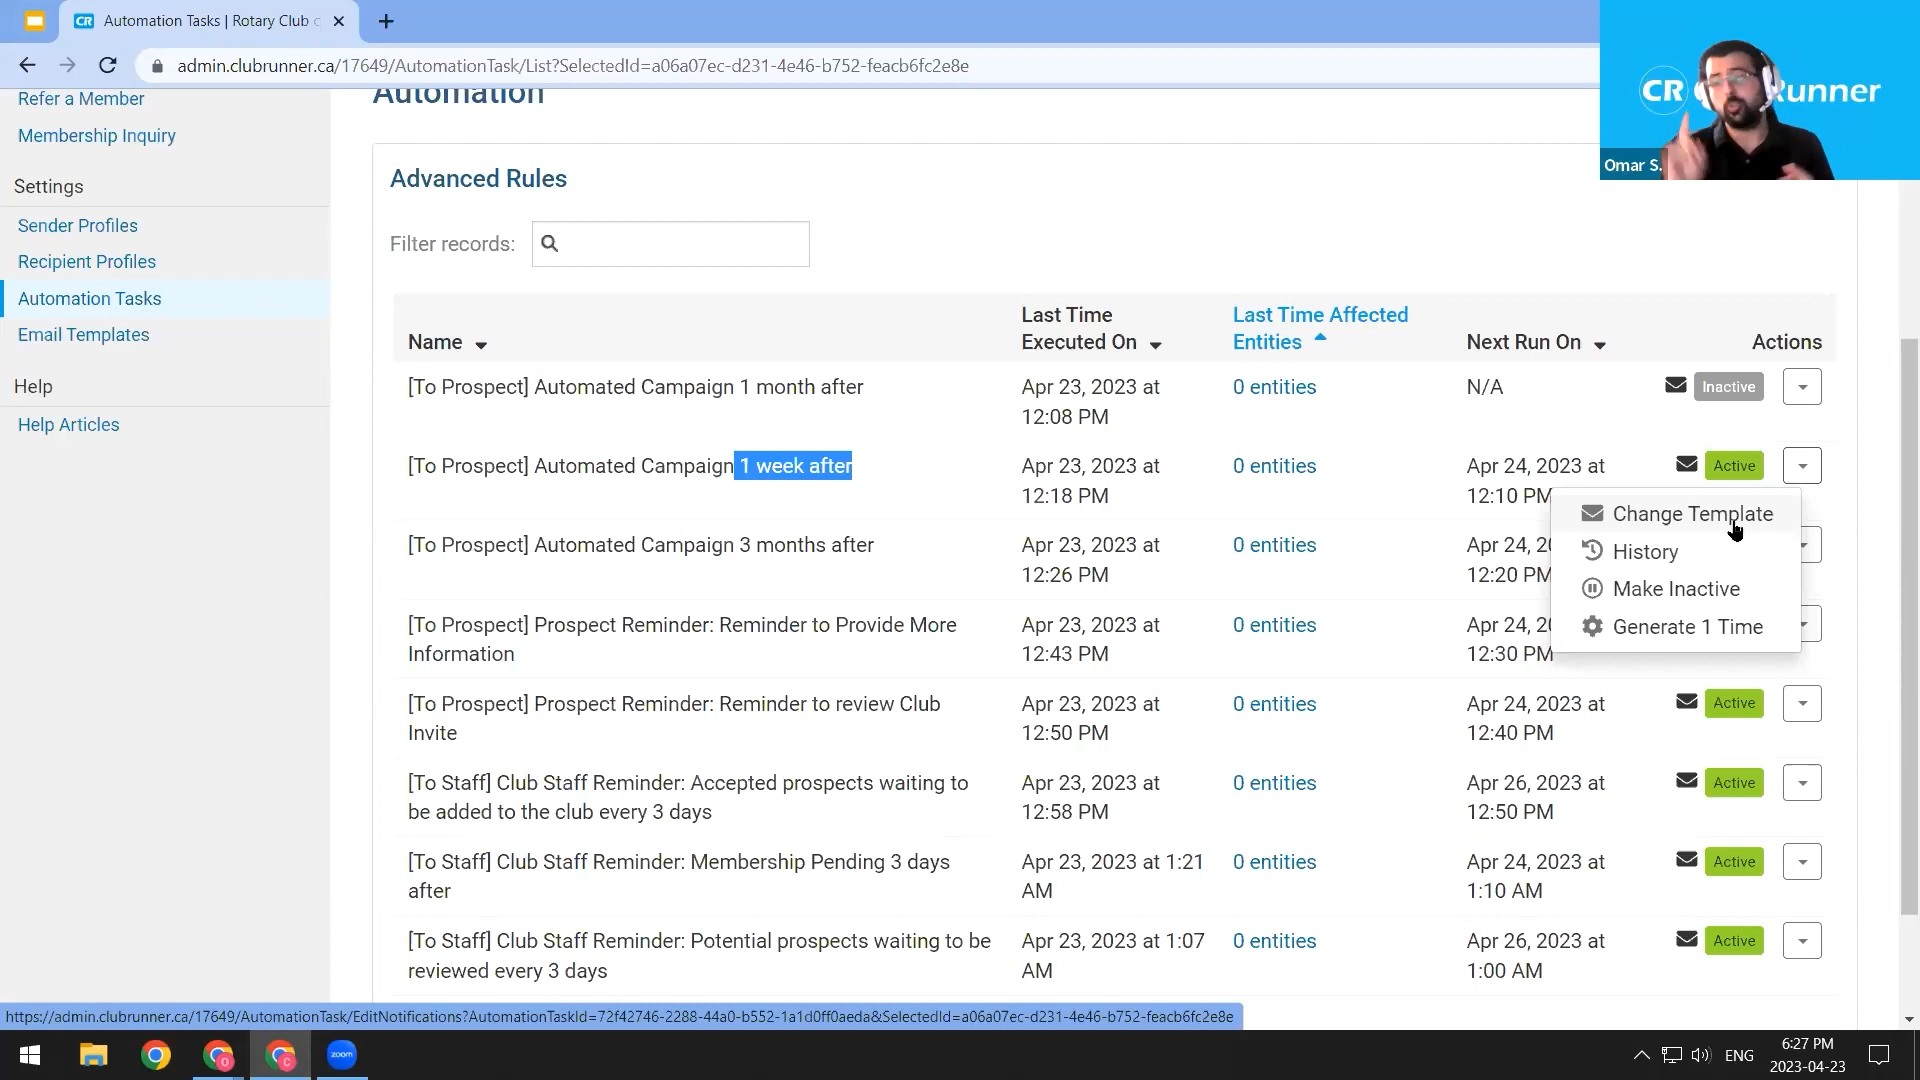 CR Automation Tasks | Rotary Club
admin.clubrunner.ca/17649/AutomationTask/List?SelectedId=a06a07ec-d231-4e46-b752-feacb6fc2e8e
CR
unner
Omar S.
Refer a Member
Membership Inquiry
Settings
Sender Profiles
Recipient Profiles
Automation Tasks
Email Templates
Help
Help Articles
Automation
Advanced Rules
Filter records:
Name
Last Time
Executed On
Last Time Affected
Entities
Next Run On
Actions
[To Prospect] Automated Campaign 1 month after
Apr 23, 2023 at
12:08 PM
0 entities
N/A
Inactive
[To Prospect] Automated Campaign 1 week after
Apr 23, 2023 at
12:18 PM
0 entities
Apr 24, 2023 at
12:10 PM
Active
Change Template
History
Make Inactive
Generate 1 Time
[To Prospect] Automated Campaign 3 months after
Apr 23, 2023 at
12:26 PM
0 entities
Apr 24, 20
12:20 PM
[To Prospect] Prospect Reminder: Reminder to Provide More
Information
Apr 23, 2023 at
12:43 PM
0 entities
Apr 24, 20
12:30 PM
[To Prospect] Prospect Reminder: Reminder to review Club
Invite
Apr 23, 2023 at
12:50 PM
0 entities
Apr 24, 2023 at
12:40 PM
Active
[To Staff] Club Staff Reminder: Accepted prospects waiting to
be added to the club every 3 days
Apr 23, 2023 at
12:58 PM
0 entities
Apr 26, 2023 at
12:50 PM
Active
[To Staff] Club Staff Reminder: Membership Pending 3 days
after
Apr 23, 2023 at 1:21
AM
0 entities
Apr 24, 2023 at
1:10 AM
Active
[To Staff] Club Staff Reminder: Potential prospects waiting to be
reviewed every 3 days
Apr 23, 2023 at 1:07
AM
0 entities
Apr 26, 2023 at
1:00 AM
Active
https://admin.clubrunner.ca/17649/AutomationTask/EditNotifications?AutomationTaskId=72f42746-2288-44a0-b552-1a1d0ff0aeda&SelectedId=a06a07ec-d231-4e46-b752-feacb6fc2e8e
zoom
ENG
6:27 PM
2023-04-23